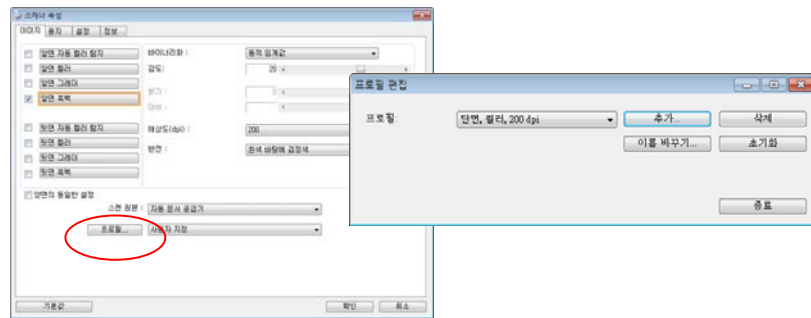 스캐너 속성
이미지 용지 설정 정보
앞면 자동 컬러 탐지
앞면 컬러
앞면 그레이
앞면 흑백
뒷면 자동 컬러 탐지
뒷면 컬러
뒷면 그레이
뒷면 흑백
바이너리화 : 동적 임계값
감도: 20
밝기 :
대비 :
해상도(dpi) : 200
반전 : 흰색 바탕에 검정색
양면의 동일한 설정
스캔 원본 : 자동 문서 공급기
프로필... 사용자 지정
기본값 확인 취소
프로필 편집
프로필: 단면, 컬러, 200 dpi 추가... 삭제
이름 바꾸기... 초기화
종료